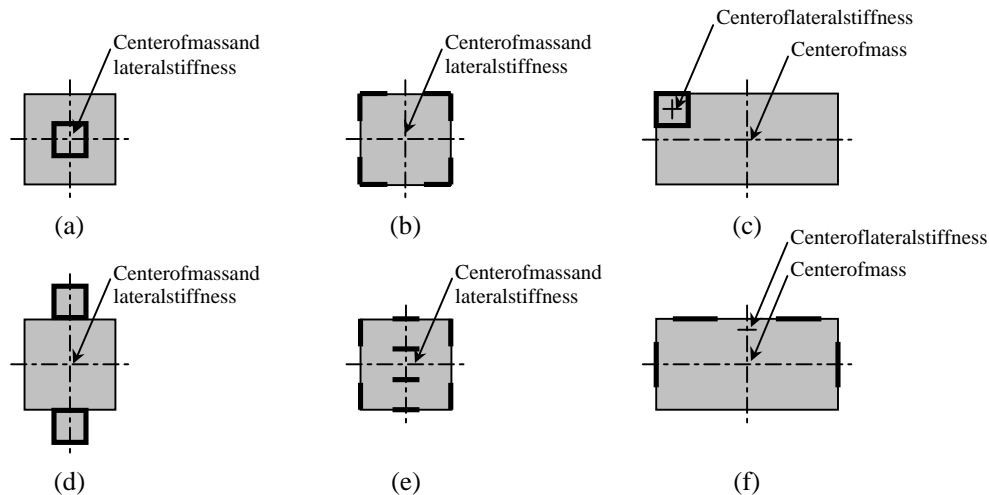 Centerofmassand
lateralstiffness
Centerofmassand
lateralstiffness
Centeroflateralstiffness
Centerofmass
(a)
(b)
(c)
Centerofmassand
lateralstiffness
Centerofmassand
lateralstiffness
Centeroflateralstiffness
Centerofmass
(d)
(e)
(f)